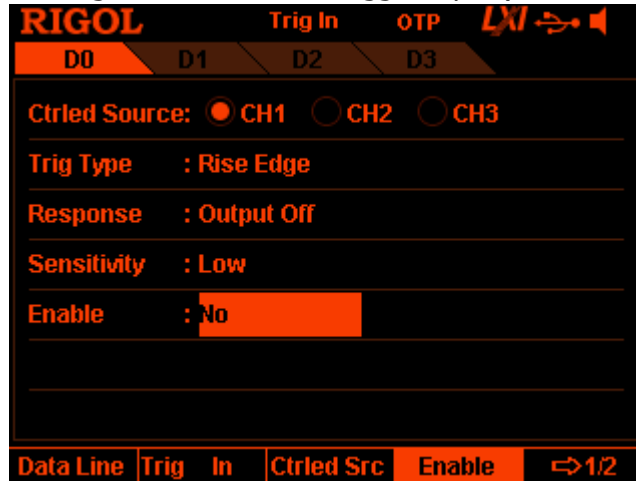 RIGOL Trig In OTP LXI
D0 D1 D2 D3
Ctrled Source: CH1 CH2 CH3
Trig Type : Rise Edge
Response : Output Off
Sensitivity : Low
Enable : No
Data Line Trig In Ctrled Src Enable ⇨1/2